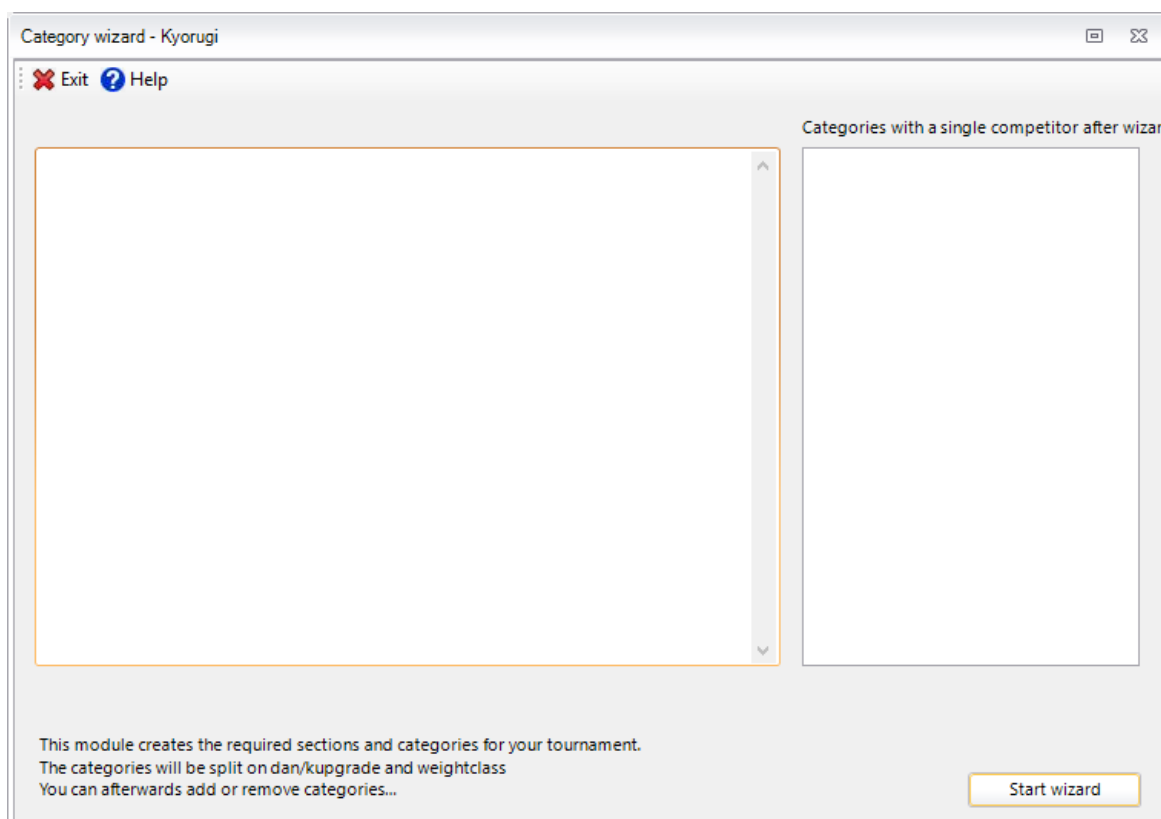 Category wizard - Kyorugi
Exit Help
Categories with a single competitor after wizar
This module creates the required sections and categories for your tournament.
The categories will be split on dan/kupgrade and weightclass
You can afterwards add or remove categories...
Start wizard